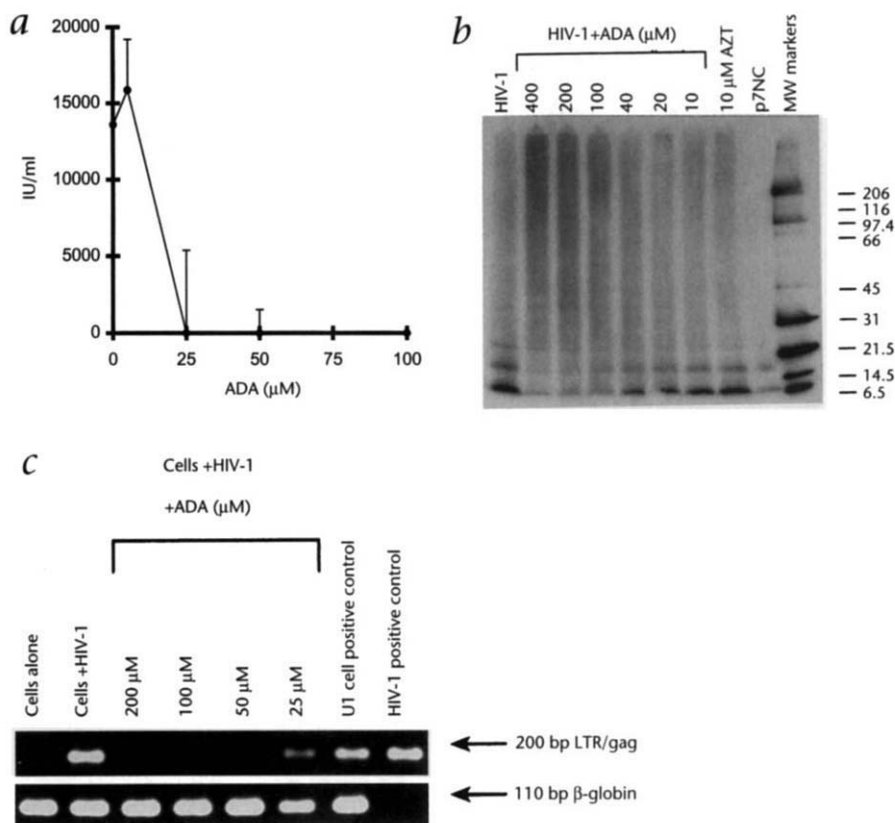 a
20000
15000
10000
5000
0
IU/ml
0 25 50 75 100
ADA (μM)
b
HIV-1+ADA (μM)
HIV-1
400
200
100
40
20
10
10 μM AZT
p7NC
MW markers
206
116
97.4
66
45
31
21.5
14.5
6.5
c
Cells +HIV-1
+ADA (μM)
Cells alone
Cells +HIV-1
200 μM
100 μM
50 μM
25 μM
U1 cell positive control
HIV-1 positive control
200 bp LTR/gag
110 bp β-globin